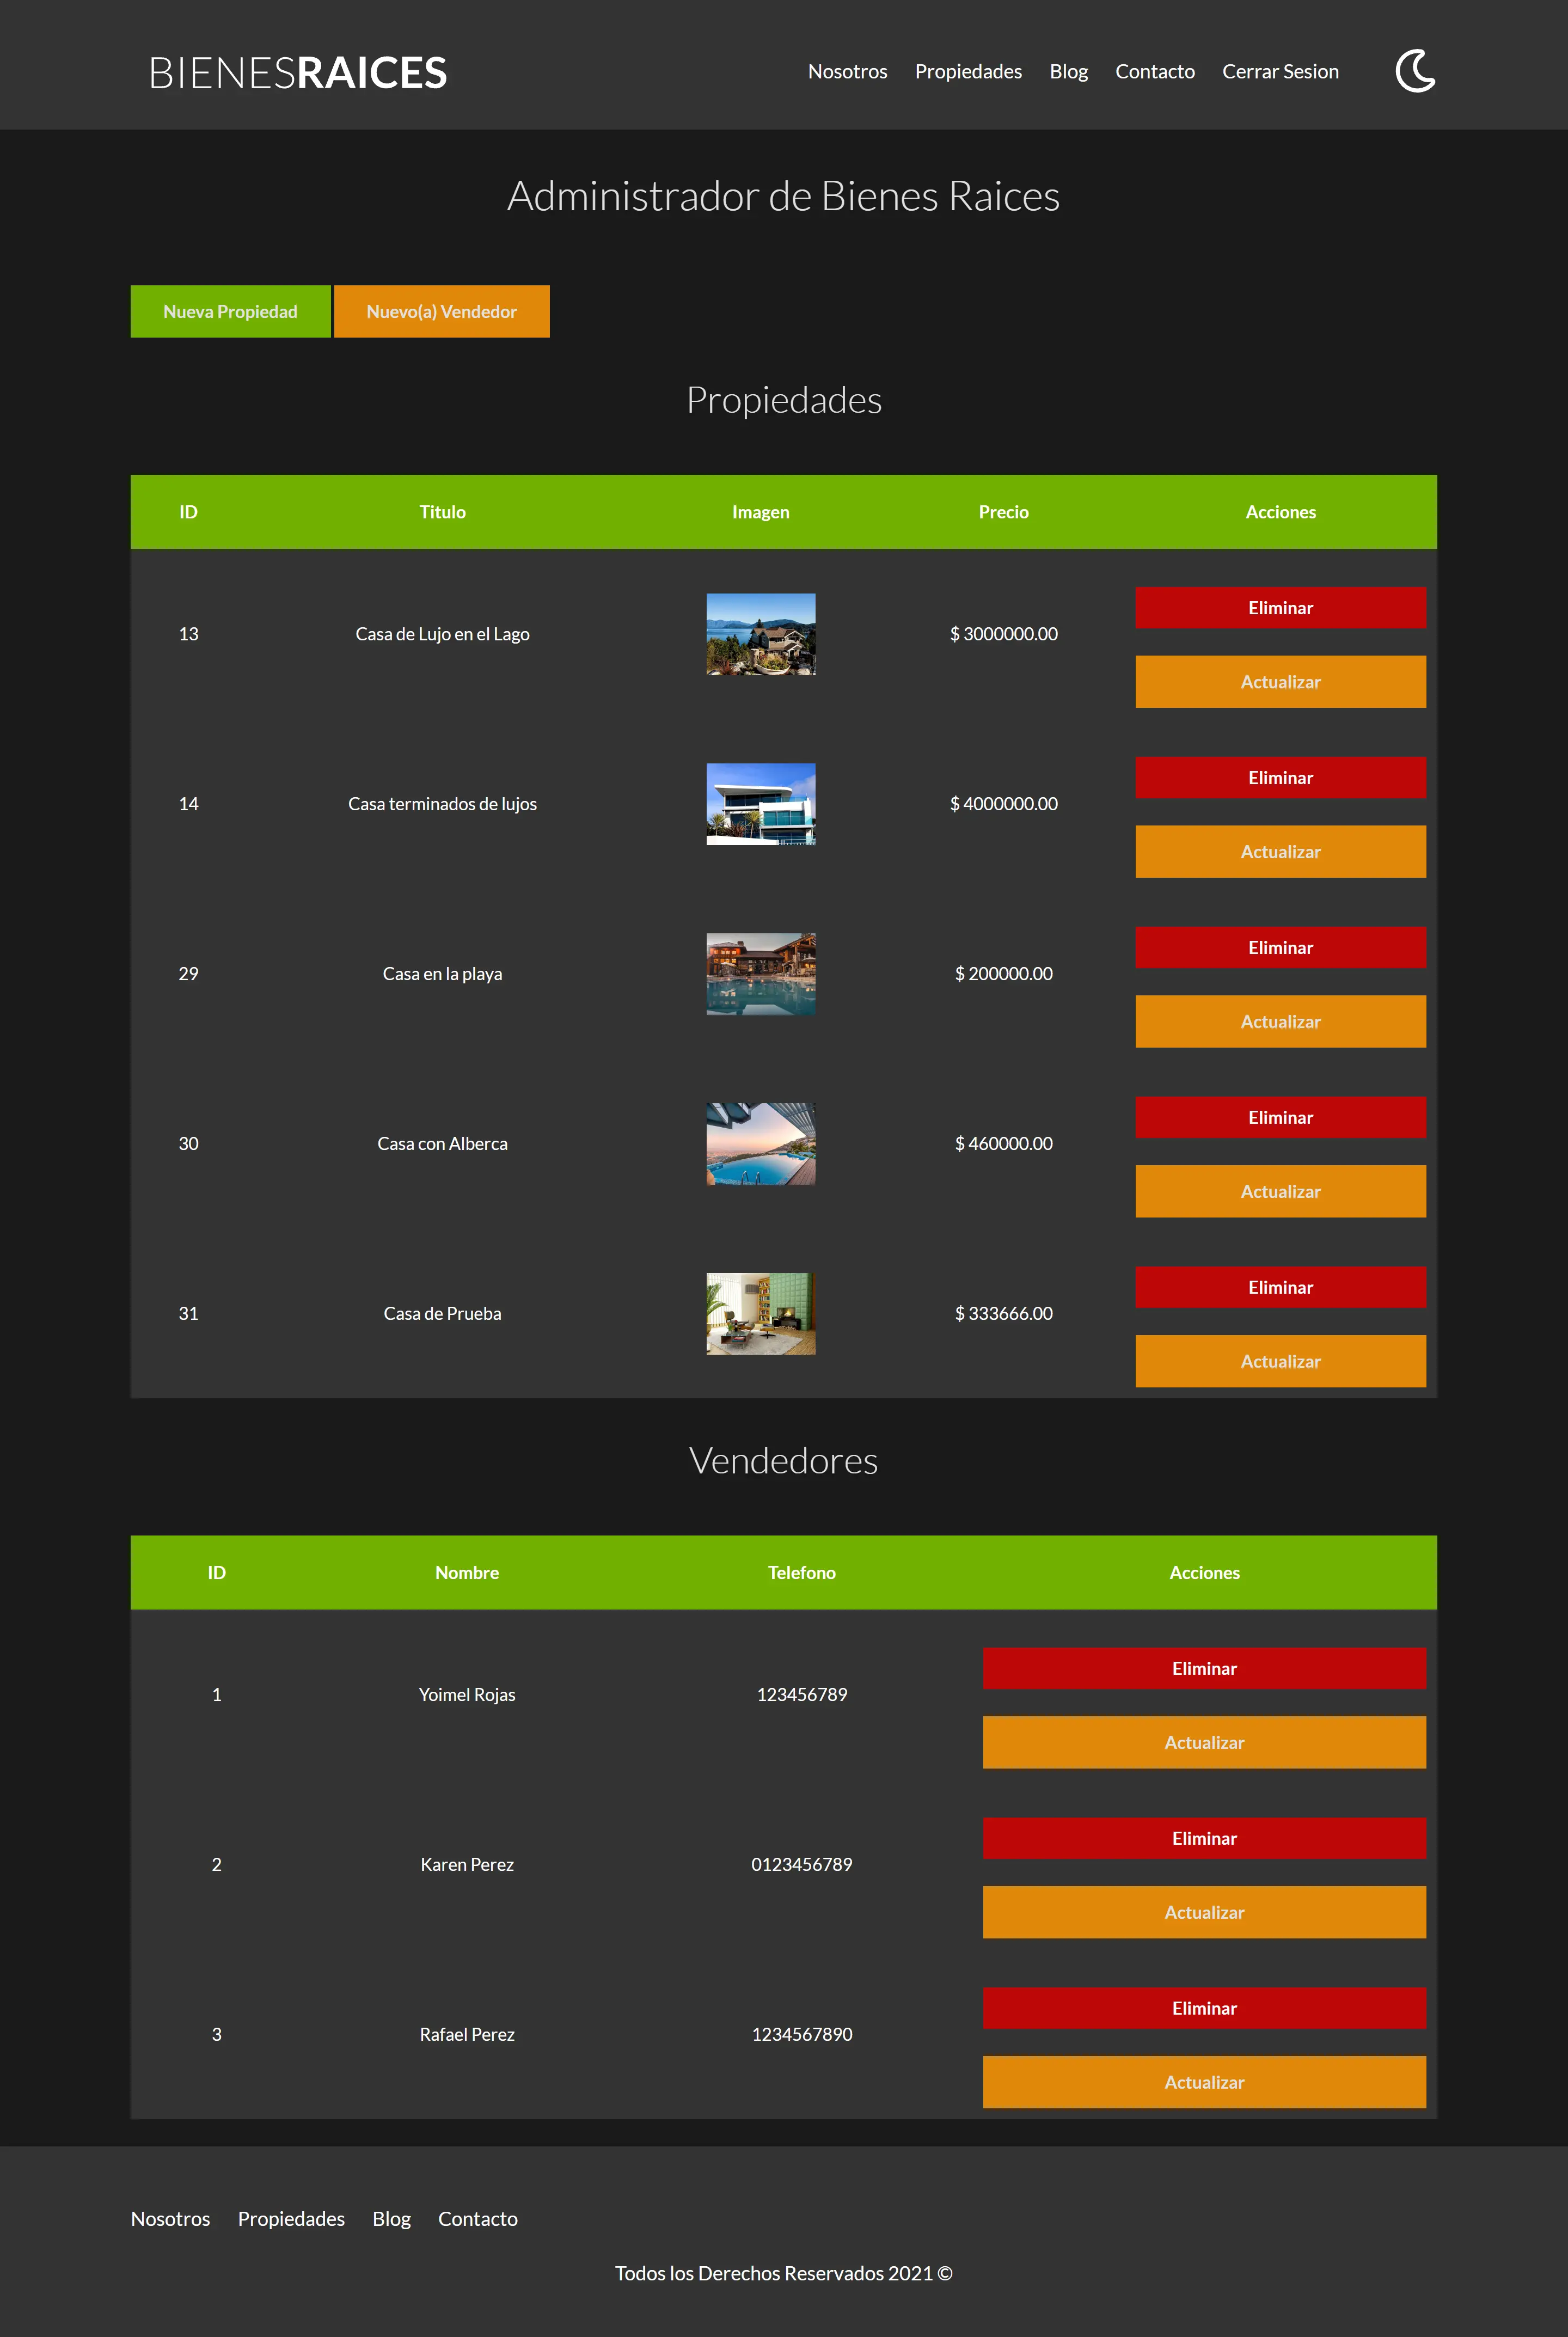 BIENESRAICES
Nosotros Propiedades Blog Contacto Cerrar Sesion
Administrador de Bienes Raices
Nueva Propiedad Nuevo(a) Vendedor
Propiedades
ID Titulo Imagen Precio Acciones
13 Casa de Lujo en el Lago $ 3000000.00 Eliminar
Actualizar
14 Casa terminados de lujos $ 4000000.00 Eliminar
Actualizar
29 Casa en la playa $ 200000.00 Eliminar
Actualizar
30 Casa con Alberca $ 460000.00 Eliminar
Actualizar
31 Casa de Prueba $ 333666.00 Eliminar
Actualizar
Vendedores
ID Nombre Telefono Acciones
1 Yoimel Rojas 123456789 Eliminar
Actualizar
2 Karen Perez 0123456789 Eliminar
Actualizar
3 Rafael Perez 1234567890 Eliminar
Actualizar
Nosotros Propiedades Blog Contacto
Todos los Derechos Reservados 2021 ©